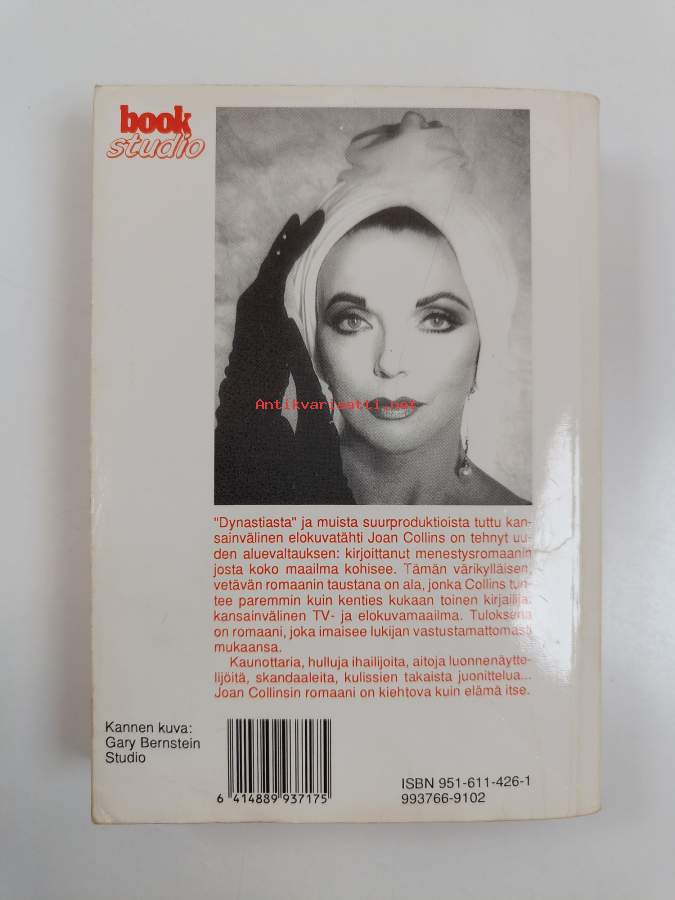 book
studio
Antikvariaatti.net
"Dynastiasta" ja muista suurproduktioista tuttu kan-
sainvälinen elokuvatähti Joan Collins on tehnyt uu-
den aluevaltauksen: kirjoittanut menestysromaanin
josta koko maailma kohisee. Tämän värikylläisen,
vetävän romaanin taustana on ala, jonka Collins tun-
tee paremmin kuin kenties kukaan toinen kirjailija:
kansainvälinen TV- ja elokuvamaailma. Tuloksena
on romaani, joka imaisee lukijan vastustamattomasti
mukaansa.
Kaunottaria, hulluja ihailijoita, aitoja luonnenäytte-
lijöitä, skandaaleita, kulissien takaista juonittelua...
Joan Collinsin romaani on kiehtova kuin elämä itse.
Kannen kuva:
Gary Bernstein
Studio
6 414889 937175
ISBN 951-611-426-1
993766-9102